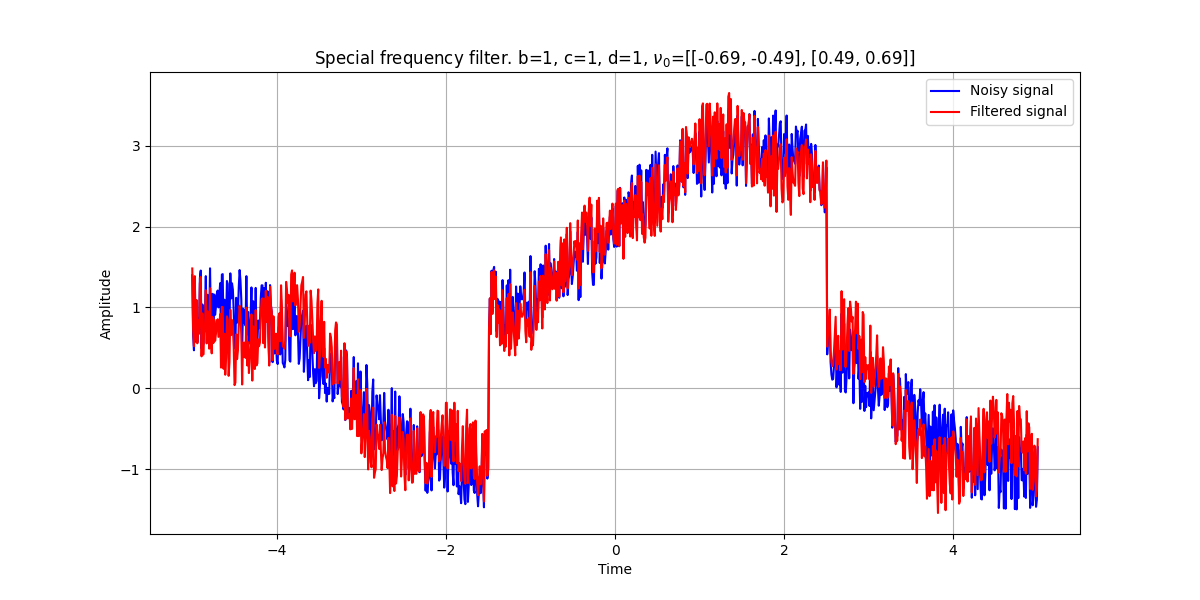 Special frequency filter. b=1, c=1, d=1, ν₀=[[-0.69, -0.49], [0.49, 0.69]]
Noisy signal
Filtered signal
Amplitude
3
2
1
0
−1
−4
−2
0
2
4
Time